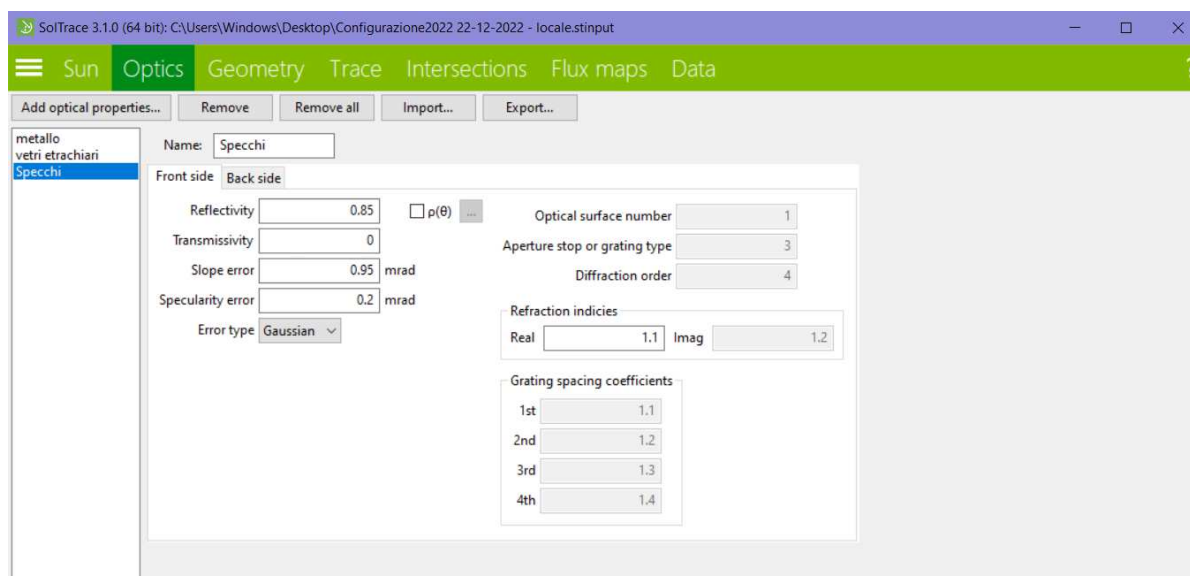 SolTrace 3.1.0 (64 bit): C:\Users\Windows\Desktop\Configurazione2022 22-12-2022 - locale.stinput
Sun Optics Geometry Trace Intersections Flux maps Data
Add optical properties... Remove Remove all Import... Export...
metallo
vetri etrachiari
Specchi
Name: Specchi
Front side Back side
Reflectivity 0.85 ρ(θ) ...
Transmissivity 0
Slope error 0.95 mrad
Specularity error 0.2 mrad
Error type Gaussian
Optical surface number 1
Aperture stop or grating type 3
Diffraction order 4
Refraction indicies
Real 1.1 Imag 1.2
Grating spacing coefficients
1st 1.1
2nd 1.2
3rd 1.3
4th 1.4